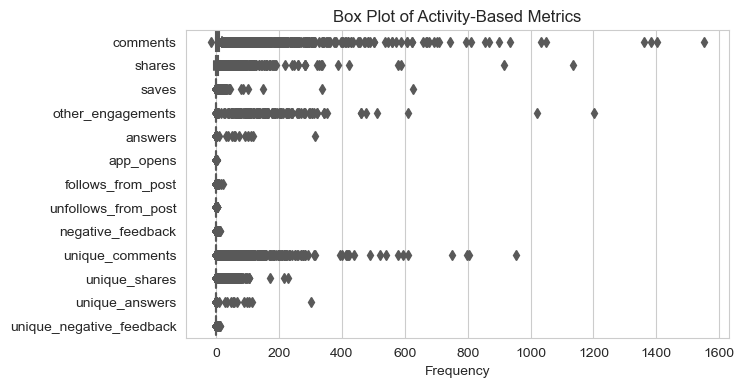 Box Plot of Activity-Based Metrics
comments
shares
saves
other_engagements
answers
app_opens
follows_from_post
unfollows_from_post
negative_feedback
unique_comments
unique_shares
unique_answers
unique_negative_feedback
0 200 400 600 800 1000 1200 1400 1600
Frequency